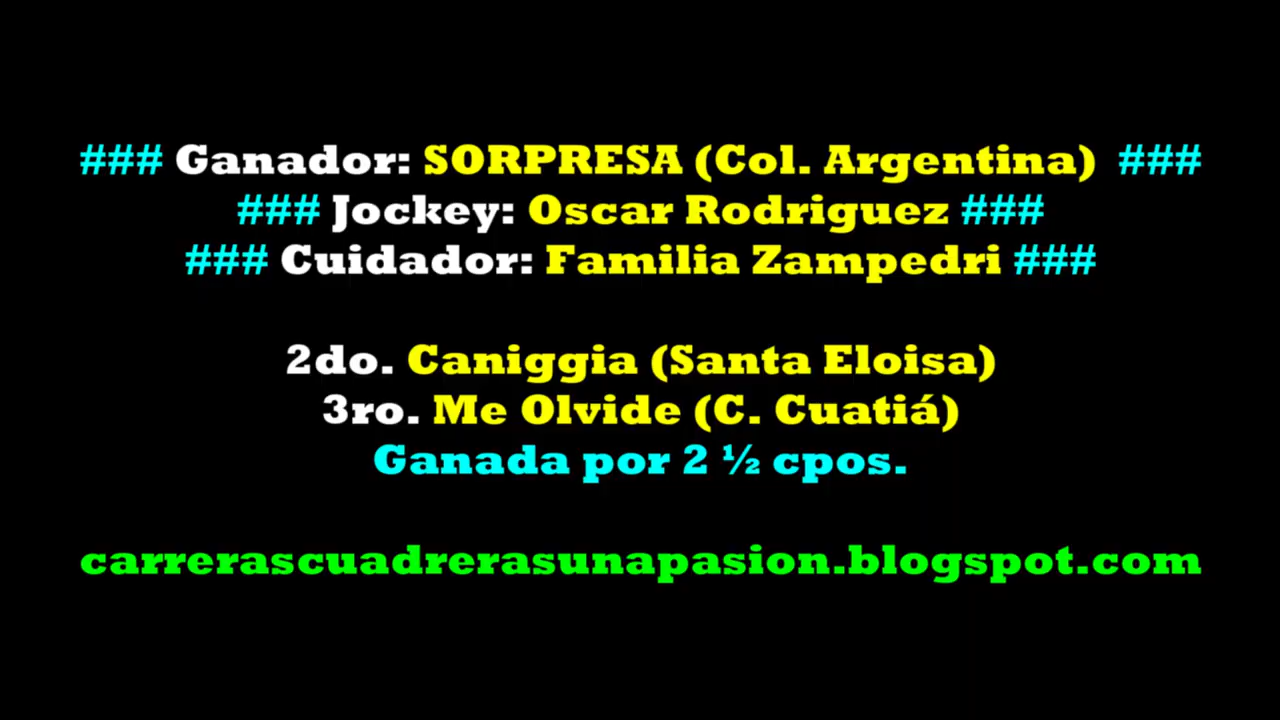 ### Ganador: SORPRESA (Col. Argentina) ###
### Jockey: Oscar Rodriguez ###
### Cuidador: Familia Zampedri ###
2do. Caniggia (Santa Eloisa)
3ro. Me Olvide (C. Cuatiá)
Ganada por 2 ½ cpos.
carrerascuadrerasunapasion.blogspot.com